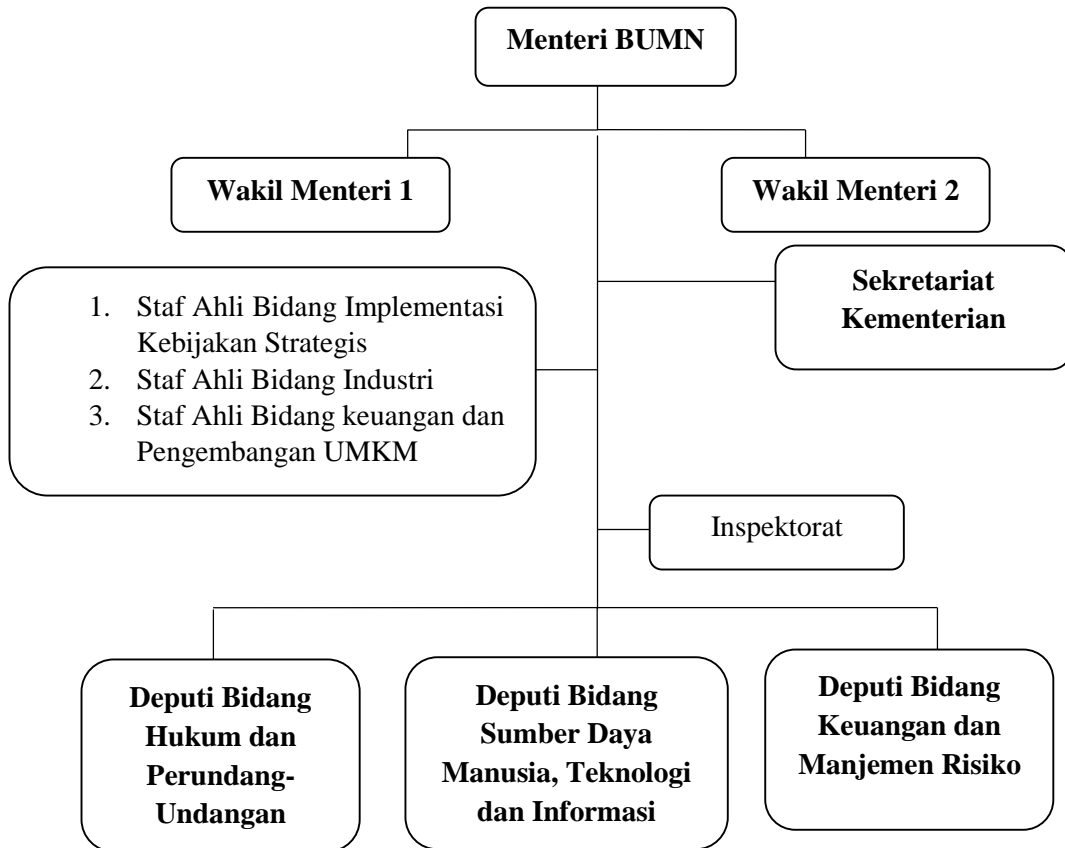 Menteri BUMN
Wakil Menteri 1
Wakil Menteri 2
Sekretariat
Kementerian
1. Staf Ahli Bidang Implementasi
Kebijakan Strategis
2. Staf Ahli Bidang Industri
3. Staf Ahli Bidang keuangan dan
Pengembangan UMKM
Inspektorat
Deputi Bidang
Hukum dan
Perundang-
Undangan
Deputi Bidang
Sumber Daya
Manusia, Teknologi
dan Informasi
Deputi Bidang
Keuangan dan
Manjemen Risiko